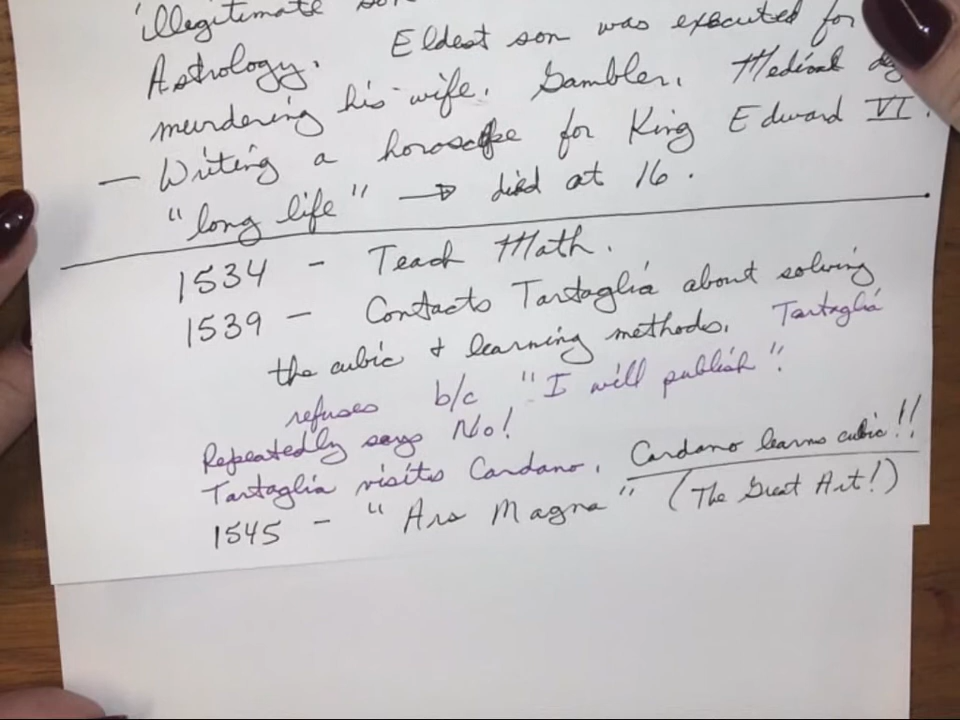 illegitimate son
Astrology. Eldest son was executed for
murdering his wife. Gambler. Medical
— Writing a horoscope for King Edward VI.
"long life" → died at 16.
1534 - Teach Math.
1539 - Contacts Tartaglia about solving
the cubic & learning methods. Tartaglia
refuses b/c "I will publish".
Repeatedly says No!
Tartaglia visits Cardano. Cardano learns cubic!!
1545 - "Ars Magna" (The Great Art!)